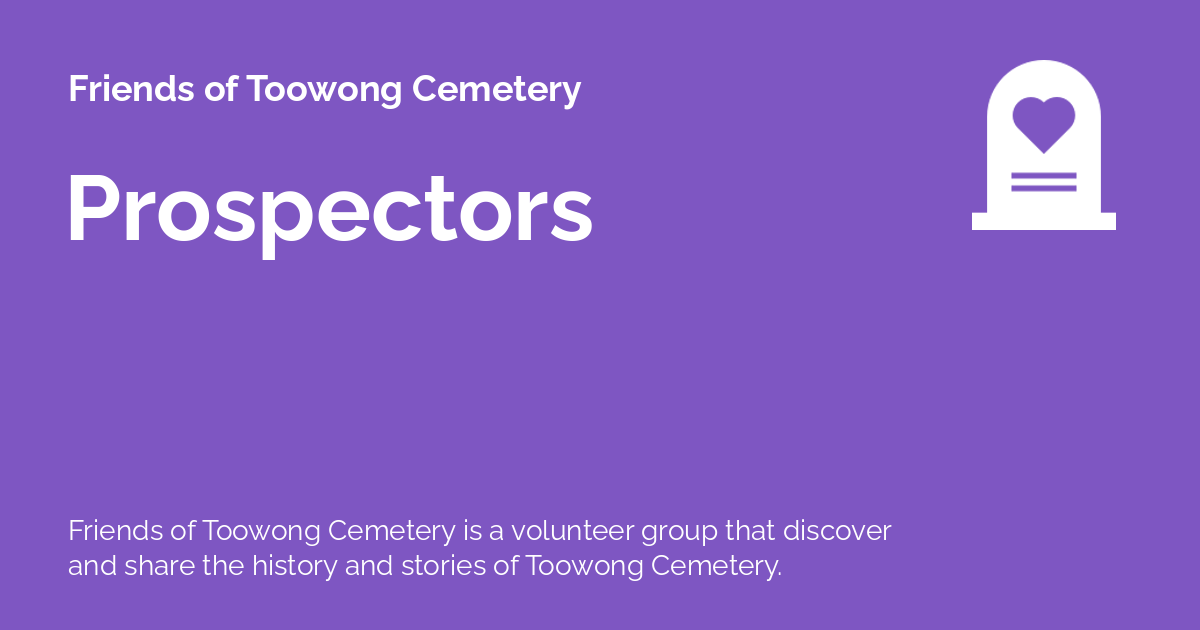 Friends of Toowong Cemetery
Prospectors
Friends of Toowong Cemetery is a volunteer group that discover
and share the history and stories of Toowong Cemetery.